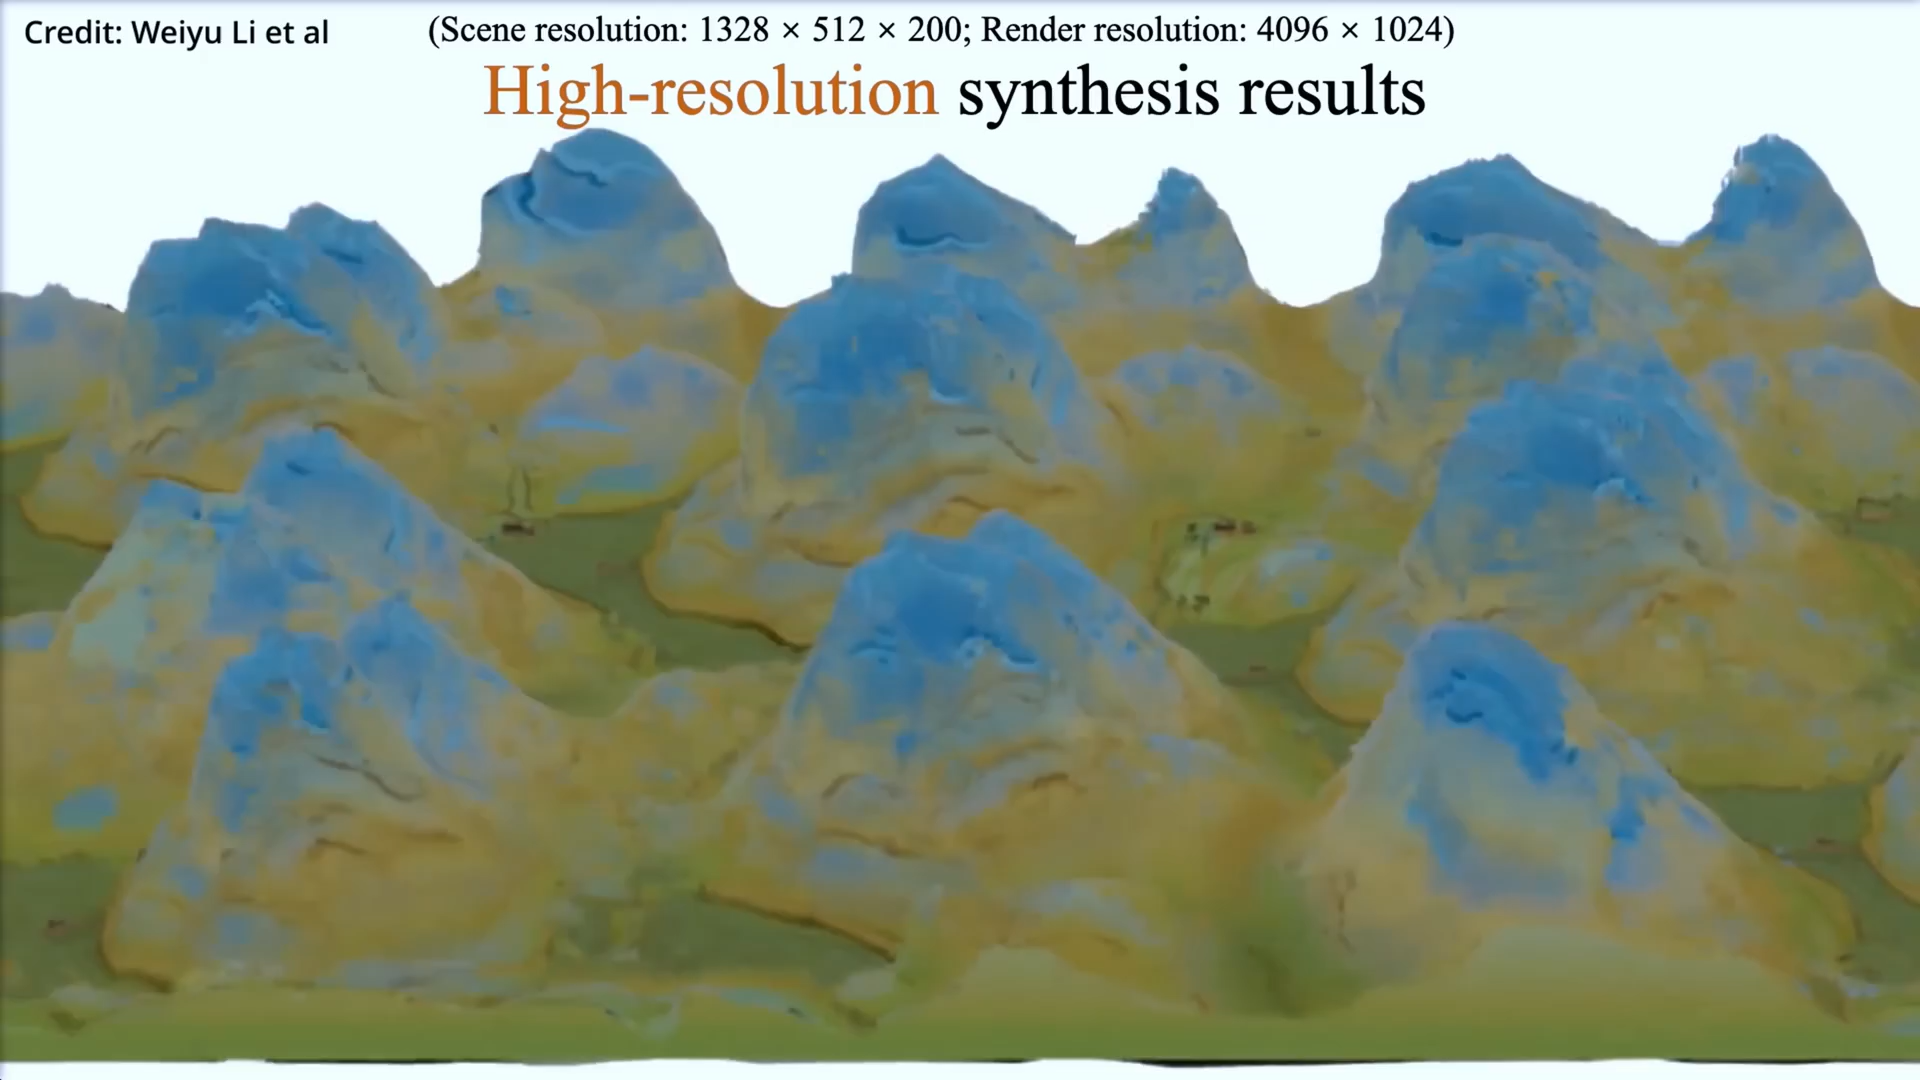 Credit: Weiyu Li et al
(Scene resolution: 1328 × 512 × 200; Render resolution: 4096 × 1024)
High-resolution synthesis results